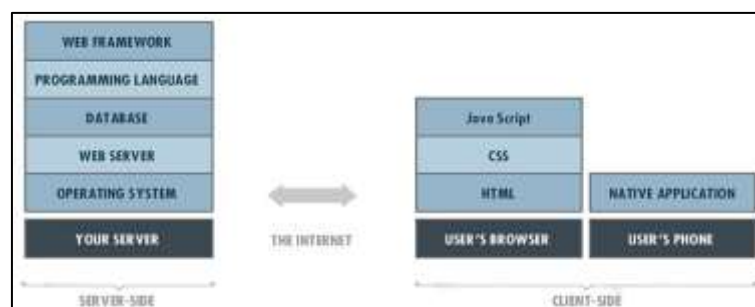 WEB FRAMEWORK
PROGRAMMING LANGUAGE
DATABASE
WEB SERVER
OPERATING SYSTEM
YOUR SERVER
SERVER-SIDE
THE INTERNET
Java Script
CSS
HTML
USER'S BROWSER
NATIVE APPLICATION
USER'S PHONE
CLIENT-SIDE